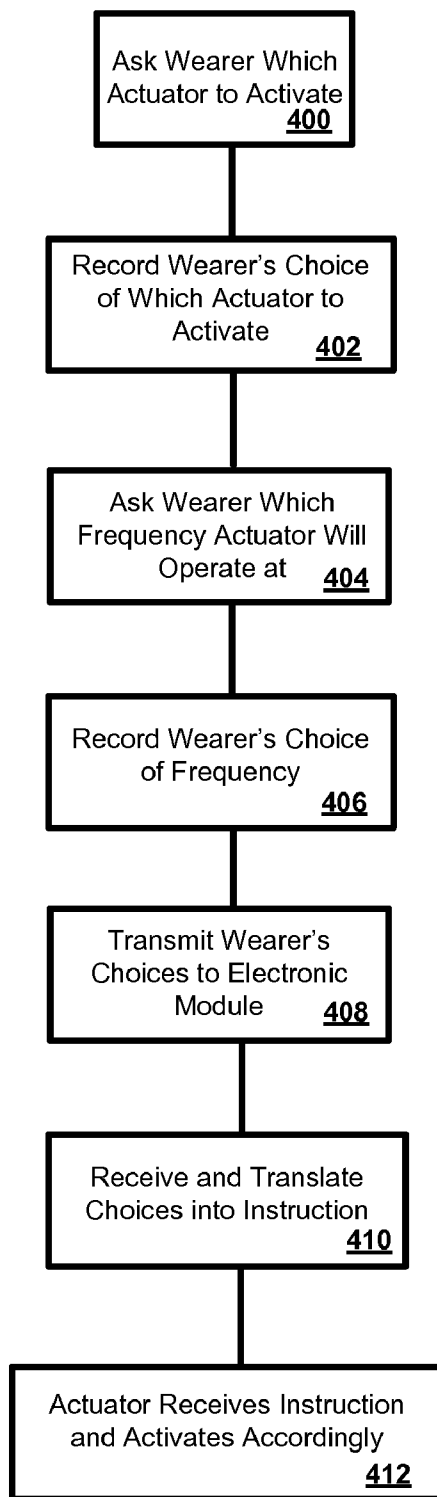 Ask Wearer Which
Actuator to Activate
400
Record Wearer's Choice
of Which Actuator to
Activate
402
Ask Wearer Which
Frequency Actuator Will
Operate at
404
Record Wearer's Choice
of Frequency
406
Transmit Wearer's
Choices to Electronic
Module
408
Receive and Translate
Choices into Instruction
410
Actuator Receives Instruction
and Activates Accordingly
412